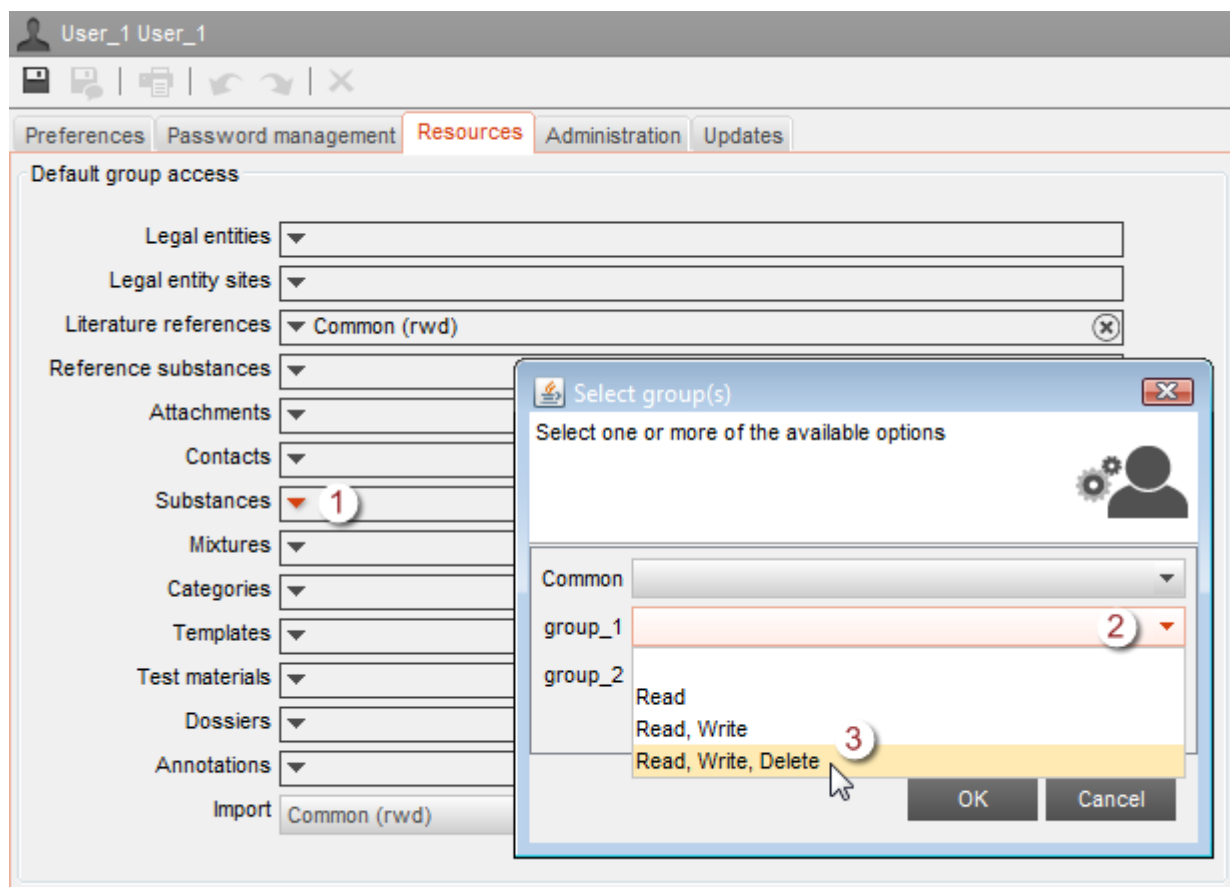 User_1 User_1
Preferences Password management Resources Administration Updates
Default group access
Legal entities
Legal entity sites
Literature references Common (rwd)
Reference substances
Attachments
Contacts
Substances 1
Mixtures
Categories
Templates
Test materials
Dossiers
Annotations
Import Common (rwd)
Select group(s)
Select one or more of the available options
Common
group_1 2
group_2
Read
Read, Write
Read, Write, Delete 3
OK Cancel